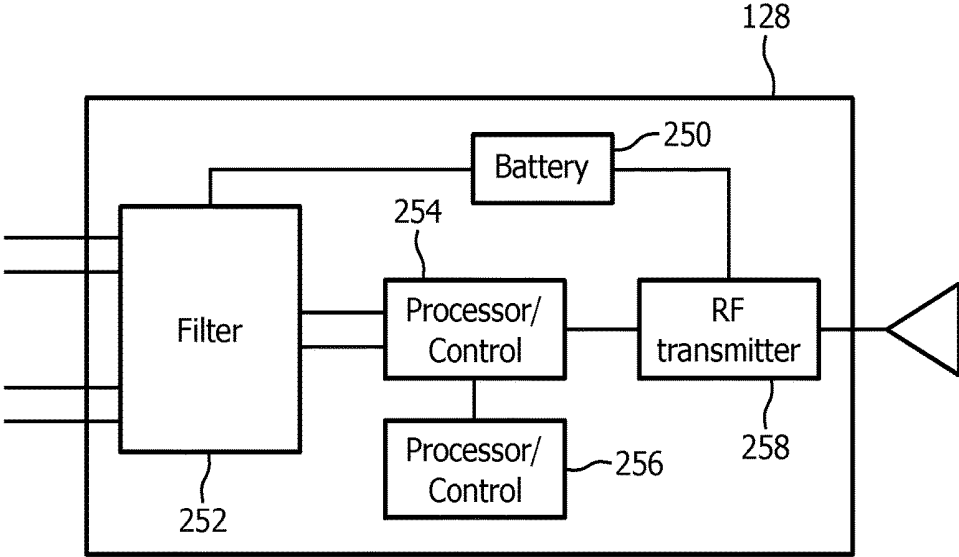 128
250
Battery
254
Filter
Processor/
Control
RF
transmitter
Processor/
Control
256
258
252